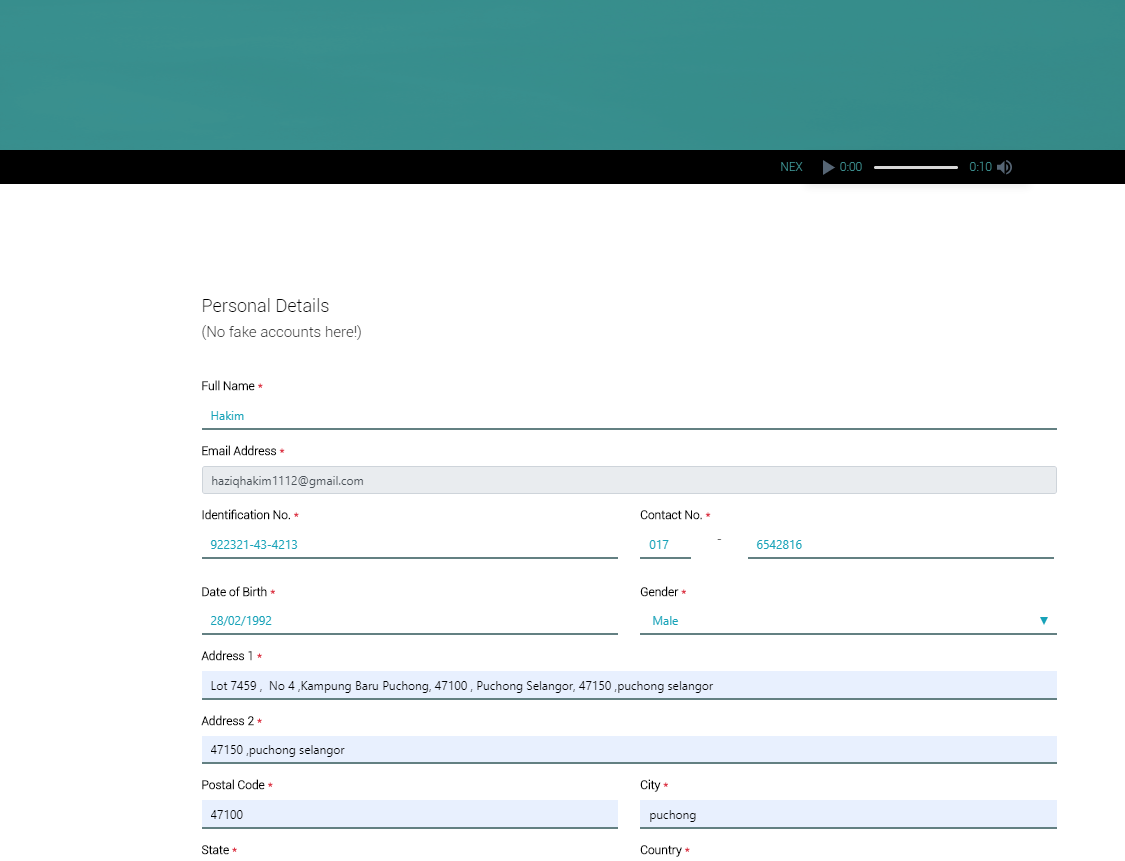 NEX 0:00 0:10
Personal Details
(No fake accounts here!)
Full Name *
Hakim
Email Address *
haziqhakim1112@gmail.com
Identification No. * Contact No. *
922321-43-4213 017 - 6542816
Date of Birth * Gender *
28/02/1992 Male
Address 1 *
Lot 7459 , No 4 ,Kampung Baru Puchong, 47100 , Puchong Selangor, 47150 ,puchong selangor
Address 2 *
47150 ,puchong selangor
Postal Code * City *
47100 puchong
State * Country *